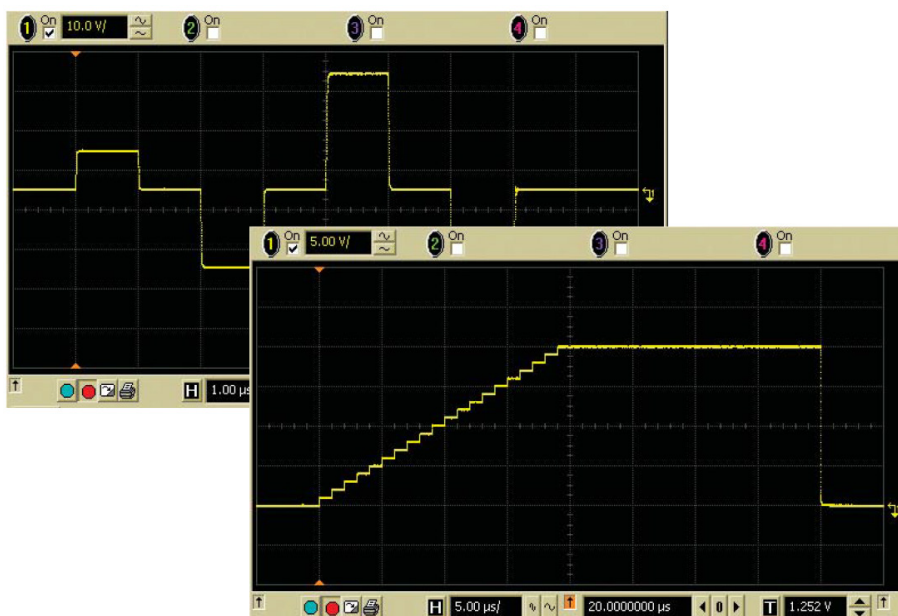 1 On 10.0 V/ 2 On 3 On 4 On
H 1.00 µs
1 On 5.00 V/ 2 On 3 On 4 On
H 5.00 µs/ 20.0000000 µs 0 T 1.252 V